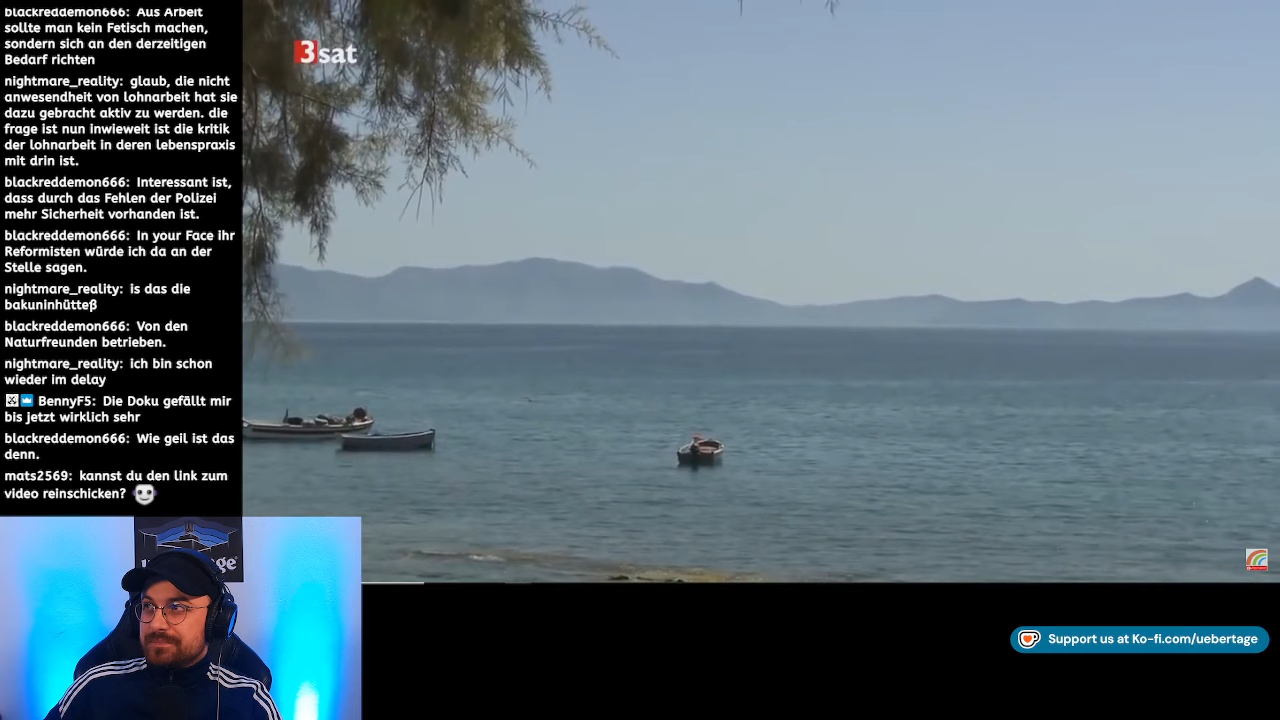 blackreddemon666: Aus Arbeit
sollte man kein Fetisch machen,
sondern sich an den derzeitigen
Bedarf richten
nightmare_reality: glaub, die nicht
anwesendheit von lohnarbeit hat sie
dazu gebracht aktiv zu werden. die
frage ist nun inwieweit ist die kritik
der lohnarbeit in deren lebenspraxis
mit drin ist.
blackreddemon666: Interessant ist,
dass durch das Fehlen der Polizei
mehr Sicherheit vorhanden ist.
blackreddemon666: In your Face ihr
Reformisten würde ich da an der
Stelle sagen.
nightmare_reality: is das die
bakuninhütteß
blackreddemon666: Von den
Naturfreunden betrieben.
nightmare_reality: ich bin schon
wieder im delay
BennyF5: Die Doku gefällt mir
bis jetzt wirklich sehr
blackreddemon666: Wie geil ist das
denn.
mats2569: kannst du den link zum
video reinschicken?
3sat
Support us at Ko-fi.com/uebertage